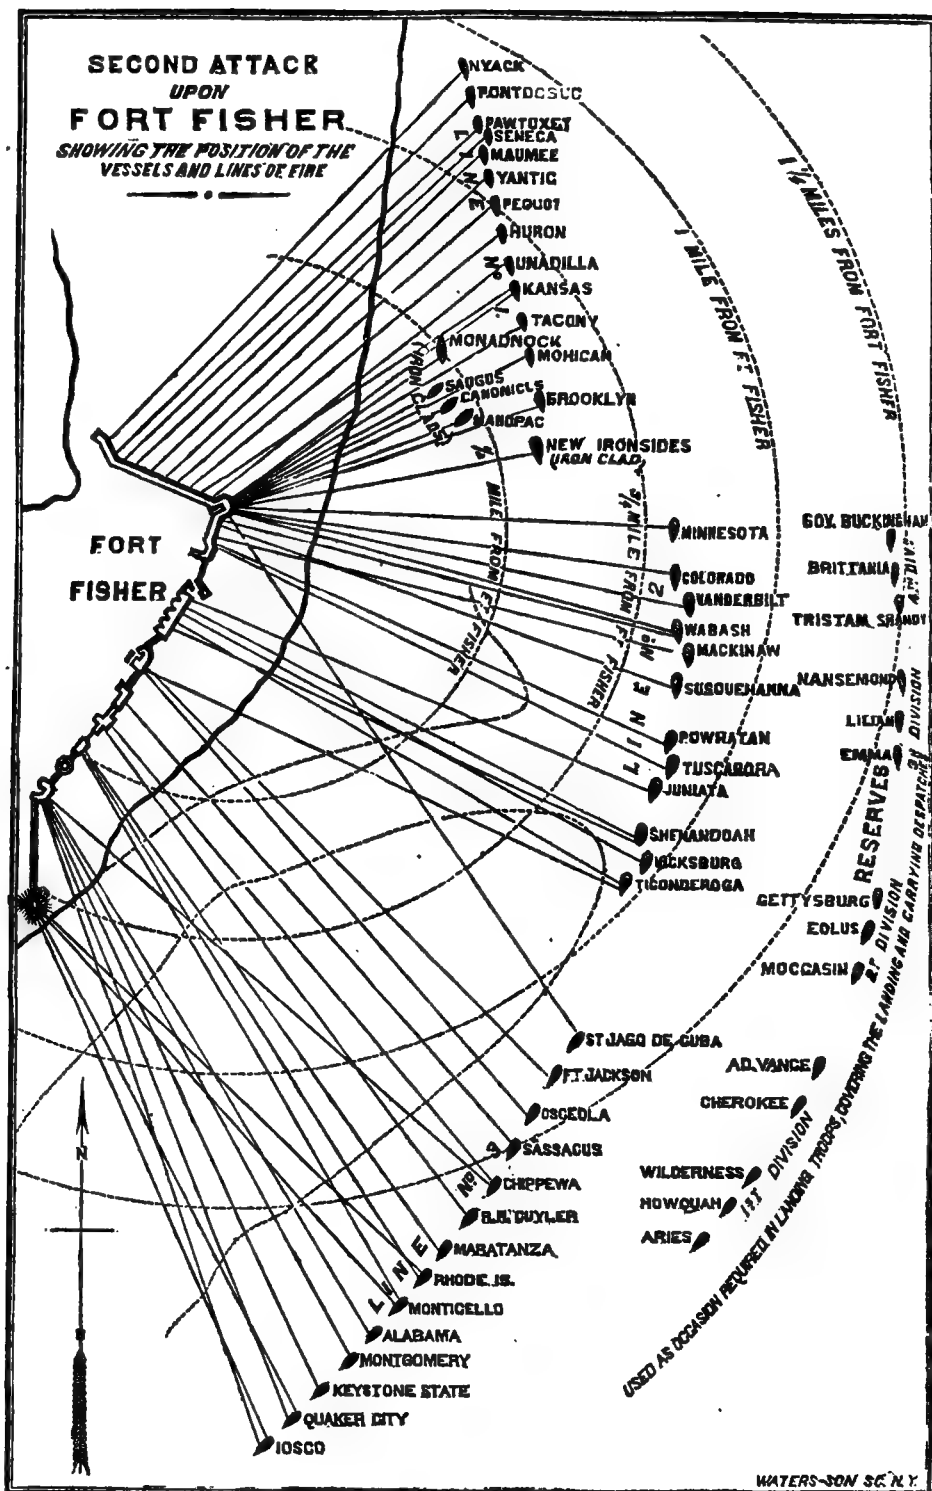 SECOND ATTACK
UPON
FORT FISHER
SHOWING THE POSITION OF THE
VESSELS AND LINES OF FIRE
NYACK
PONTOOSUC
PAWTUXET
SENECA
MAUMEE
YANTIC
PEQUOT
HURON
UNADILLA
KANSAS
TACONY
MONADNOCK
MOHICAN
SAUGUS
CANONICUS
BROOKLYN
MAHOPAC
NEW IRONSIDES
IRON CLAD
LINE No. 1.
IRON CLADS
1/2 MILE FROM FT FISHER
3/4 MILE FROM FT FISHER
1 MILE FROM FT. FISHER
1 1/4 MILES FROM FORT FISHER
FORT
FISHER
MINNESOTA
COLORADO
VANDERBILT
WABASH
MACKINAW
SUSQUEHANNA
POWHATAN
TUSCARORA
JUNIATA
SHENANDOAH
VICKSBURG
TICONDEROGA
LINE No. 2
GOV. BUCKINGHAM
BRITTANIA
TRISTAM SHANDY
NANSEMOND
LILIAN
EMMA
DIVISION
RESERVES
GETTYSBURG
EOLUS
MOCCASIN
DIVISION
AD. VANCE
CHEROKEE
WILDERNESS
HOWQUAH
ARIES
DIVISION
USED AS OCCASION REQUIRED IN LANDING TROOPS, COVERING THE LANDING AND CARRYING DESPATCHES
ST JAGO DE CUBA
FT. JACKSON
OSCEOLA
SASSACUS
CHIPPEWA
R.R. CUYLER
MARATANZA
RHODE IS.
MONTICELLO
ALABAMA
MONTGOMERY
KEYSTONE STATE
QUAKER CITY
IOSCO
LINE No 3
N
S
WATERS-SON SC. N.Y.